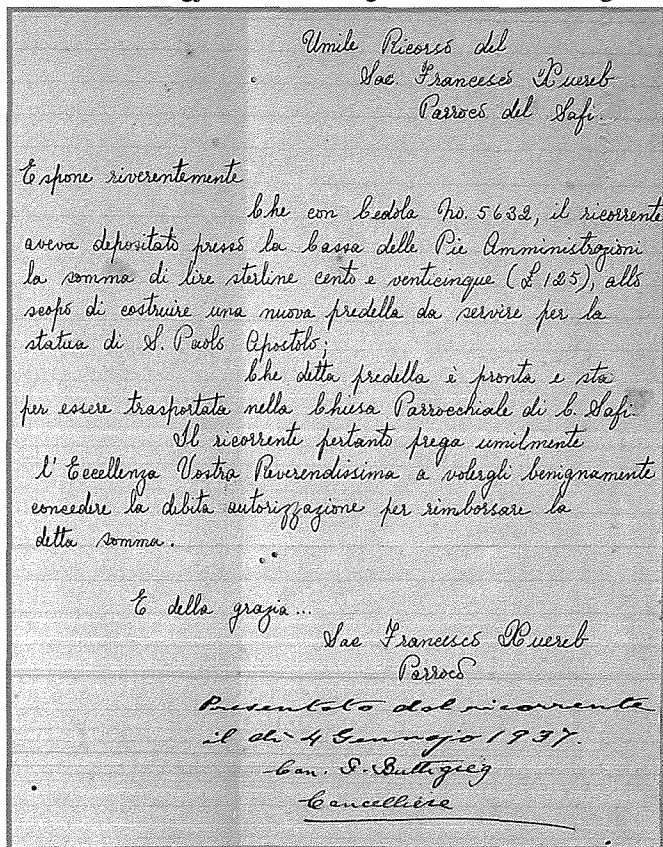 Umile Ricorso del
Sac. Francesco Xuereb
Parroco del Safi.
Espone riverentemente
Che con Cedola No. 5632, il ricorrente
aveva depositato presso la Cassa delle Pie Amministrazioni
la somma di lire sterline cento e venticinque (£125), allo
scopo di costruire una nuova predella da servire per la
statua di S. Paolo Apostolo;
Che detta predella è pronta e sta
per essere trasportata nella Chiesa Parrocchiale di C. Safi.
Il ricorrente pertanto prega umilmente
l'Eccellenza Vostra Reverendissima a volergli benignamente
concedere la debita autorizzazione per rimborsare la
detta somma.
E della grazia...
Sac Francesco Xuereb
Parroco
Presentato dal ricorrente
il dì 4 Gennajo 1937.
Can. G. Buttigieg
Cancelliere